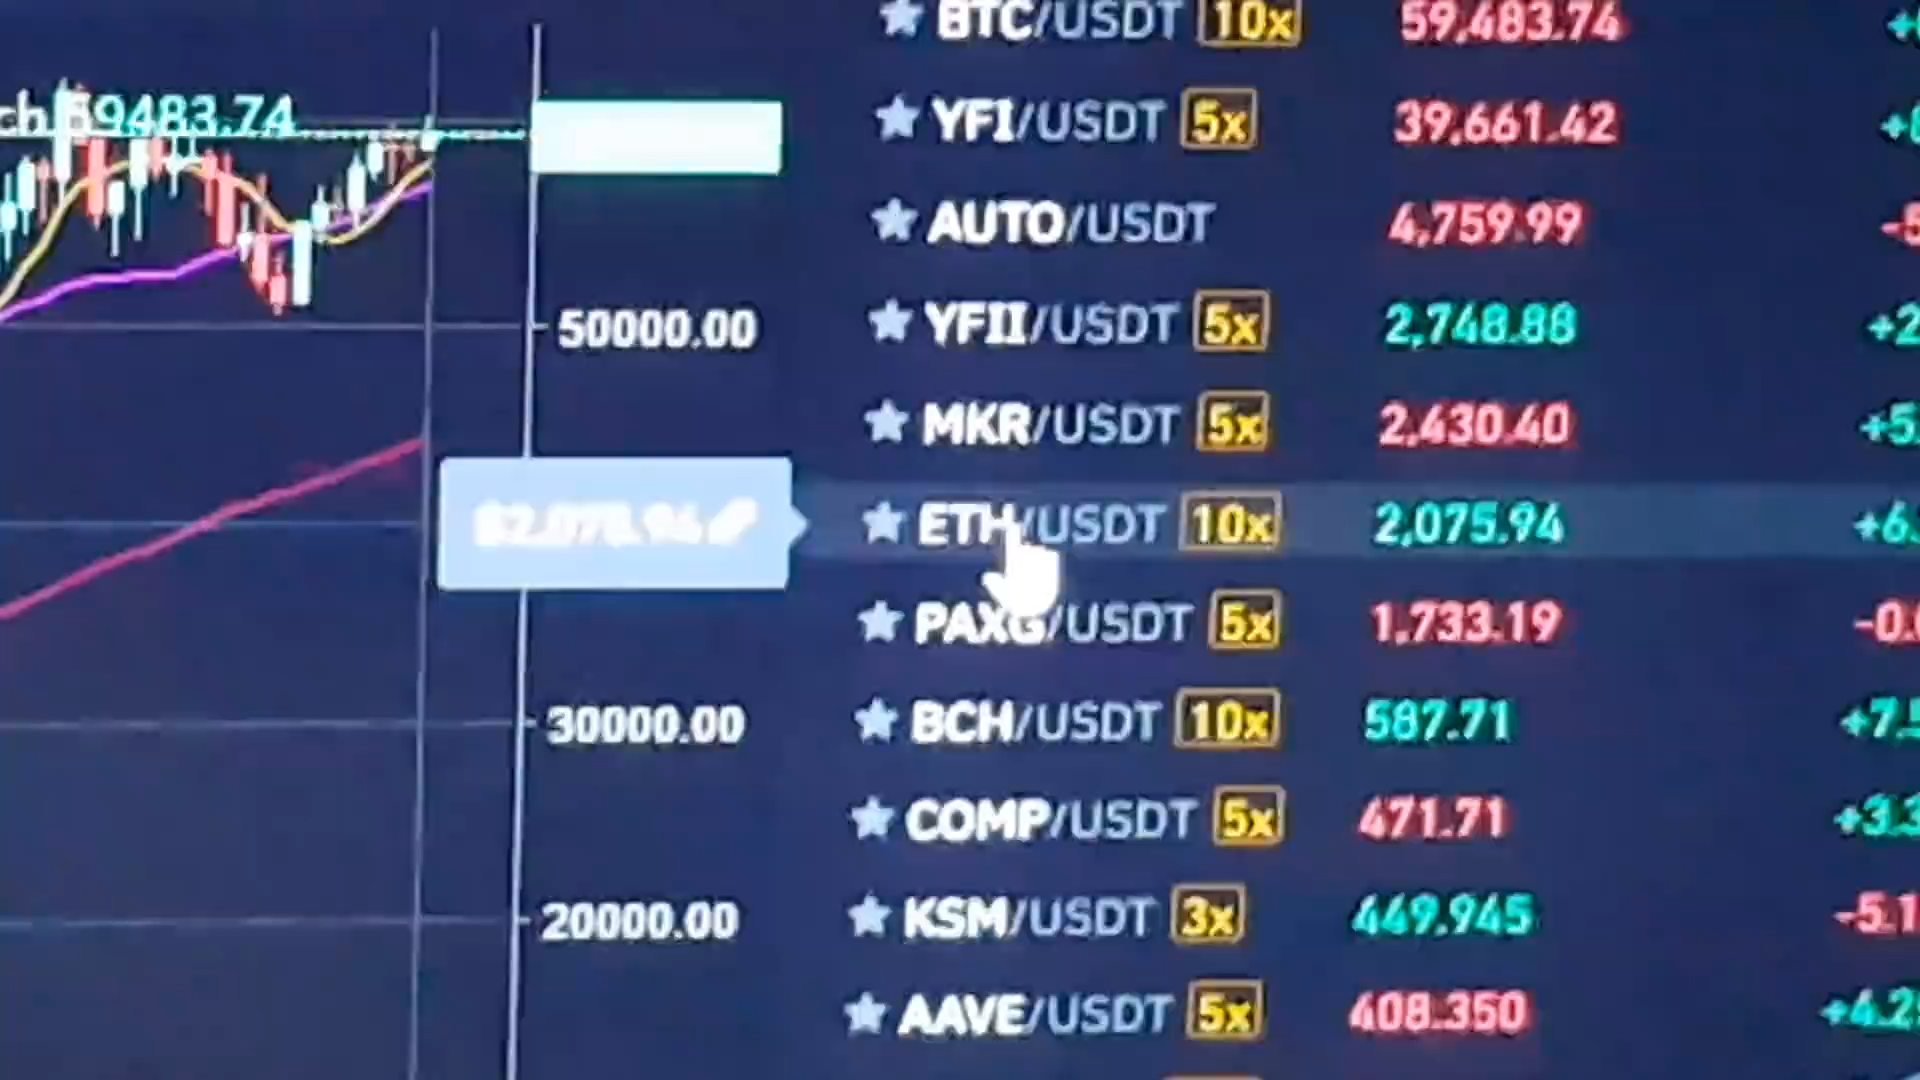 BTC/USDT 10x 59,483.74
59483.74
YFI/USDT 5x 39,661.42
AUTO/USDT 4,759.99
50000.00
YFII/USDT 5x 2,748.88
MKR/USDT 5x 2,430.40
ETH/USDT 10x 2,075.94
PAXG/USDT 5x 1,733.19
30000.00
BCH/USDT 10x 587.71
COMP/USDT 5x 471.71
20000.00
KSM/USDT 3x 449.945
AAVE/USDT 5x 408.350